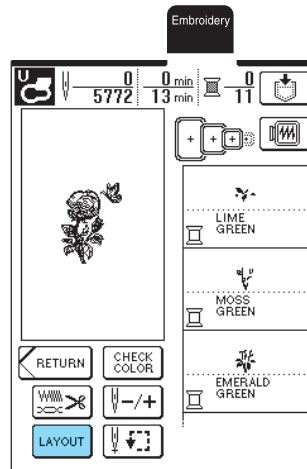 Embroidery
U
0
5772
0 min
13 min
0
11
LIME
GREEN
MOSS
GREEN
EMERALD
GREEN
RETURN
CHECK
COLOR
-/+
LAYOUT